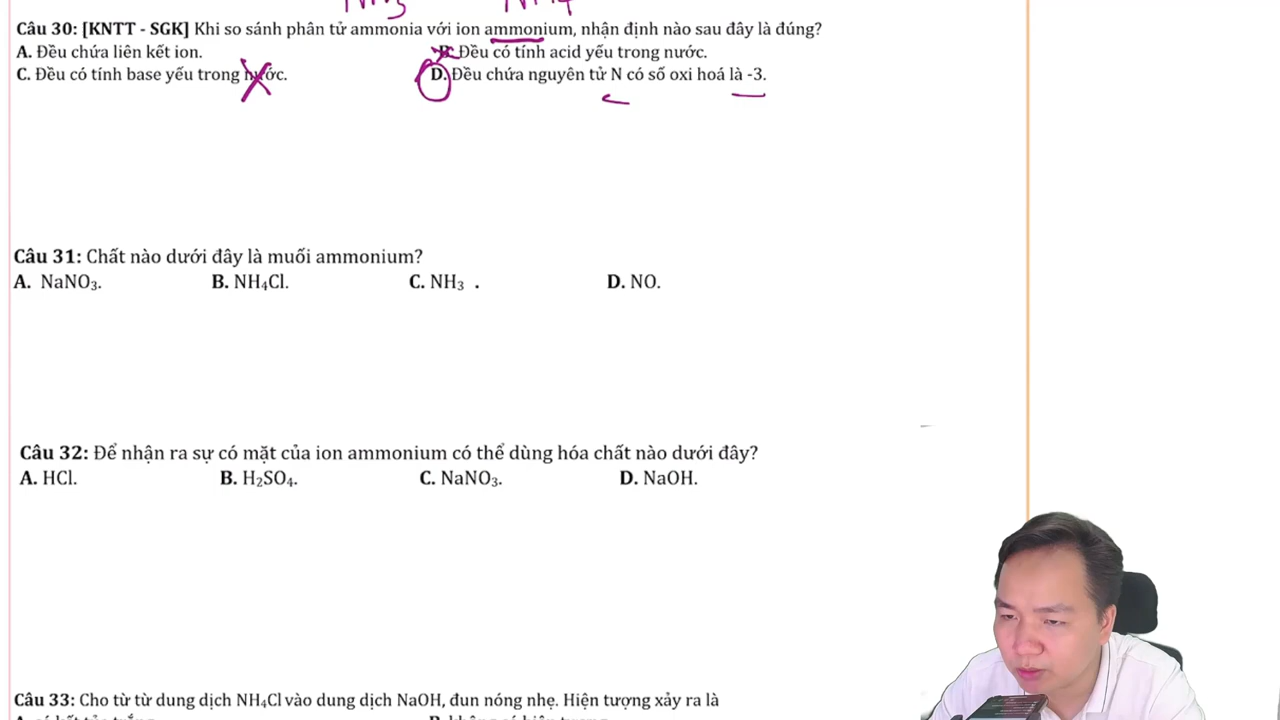 NH3 NH4
Câu 30: [KNTT - SGK] Khi so sánh phân tử ammonia với ion ammonium, nhận định nào sau đây là đúng?
A. Đều chứa liên kết ion. B. Đều có tính acid yếu trong nước.
C. Đều có tính base yếu trong nước. D. Đều chứa nguyên tử N có số oxi hoá là -3.
Câu 31: Chất nào dưới đây là muối ammonium?
A. NaNO₃. B. NH₄Cl. C. NH₃ . D. NO.
Câu 32: Để nhận ra sự có mặt của ion ammonium có thể dùng hóa chất nào dưới đây?
A. HCl. B. H₂SO₄. C. NaNO₃. D. NaOH.
Câu 33: Cho từ từ dung dịch NH₄Cl vào dung dịch NaOH, đun nóng nhẹ. Hiện tượng xảy ra là